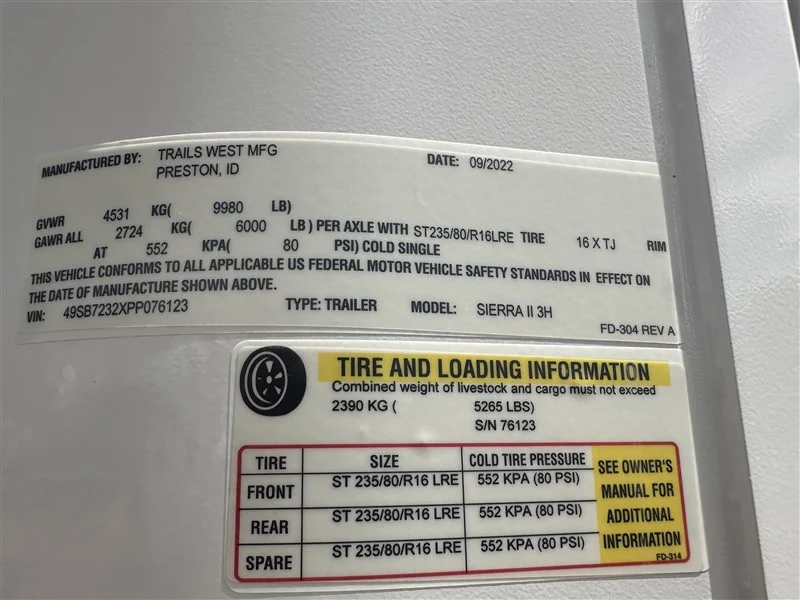 MANUFACTURED BY: TRAILS WEST MFG DATE: 09/2022
PRESTON, ID
GVWR 4531 KG( 9980 LB)
GAWR ALL 2724 KG( 6000 LB ) PER AXLE WITH ST235/80/R16LRE TIRE 16 X TJ RIM
AT 552 KPA( 80 PSI) COLD SINGLE
THIS VEHICLE CONFORMS TO ALL APPLICABLE US FEDERAL MOTOR VEHICLE SAFETY STANDARDS IN EFFECT ON
THE DATE OF MANUFACTURE SHOWN ABOVE.
VIN: 49SB7232XPP076123 TYPE: TRAILER MODEL: SIERRA II 3H
FD-304 REV A
TIRE AND LOADING INFORMATION
Combined weight of livestock and cargo must not exceed
2390 KG ( 5265 LBS)
S/N 76123
TIRE SIZE COLD TIRE PRESSURE
FRONT ST 235/80/R16 LRE 552 KPA (80 PSI)
REAR ST 235/80/R16 LRE 552 KPA (80 PSI)
SPARE ST 235/80/R16 LRE 552 KPA (80 PSI)
SEE OWNER'S
MANUAL FOR
ADDITIONAL
INFORMATION
FD-314